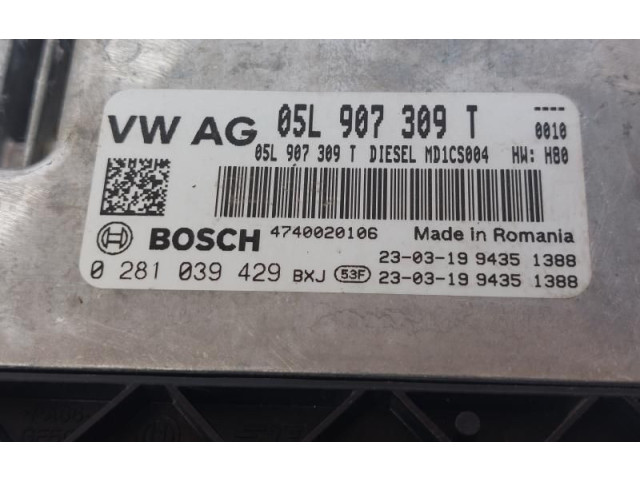 VW AG 05L 907 309 T ----
0010
05L 907 309 T DIESEL MD1CS004 HW: H80
BOSCH 4740020106 Made in Romania
23-03-19 9435 1388
0 281 039 429 BXJ 53F 23-03-19 9435 1388